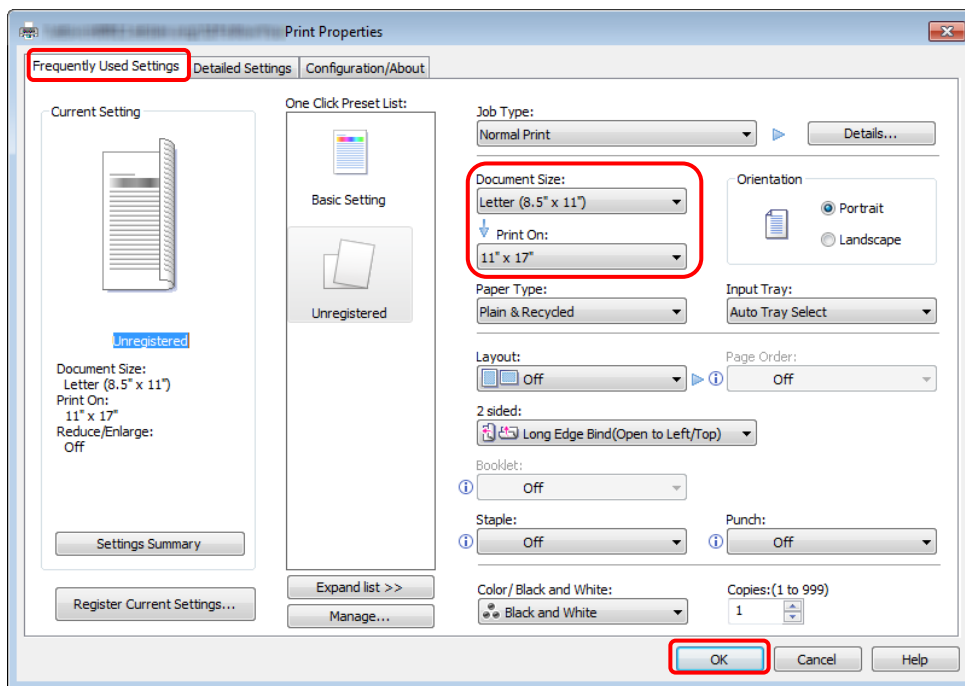 Print Properties
Frequently Used Settings
Detailed Settings
Configuration/About
Current Setting
Unregistered
Document Size:
Letter (8.5" x 11")
Print On:
11" x 17"
Reduce/Enlarge:
Off
Settings Summary
Register Current Settings...
One Click Preset List:
Basic Setting
Unregistered
Expand list >>
Manage...
Job Type:
Normal Print
Details...
Document Size:
Letter (8.5" x 11")
Print On:
11" x 17"
Orientation
Portrait
Landscape
Paper Type:
Plain & Recycled
Input Tray:
Auto Tray Select
Layout:
Off
Page Order:
Off
2 sided:
Long Edge Bind(Open to Left/Top)
Booklet:
Off
Staple:
Off
Punch:
Off
Color/Black and White:
Black and White
Copies:(1 to 999)
1
OK
Cancel
Help